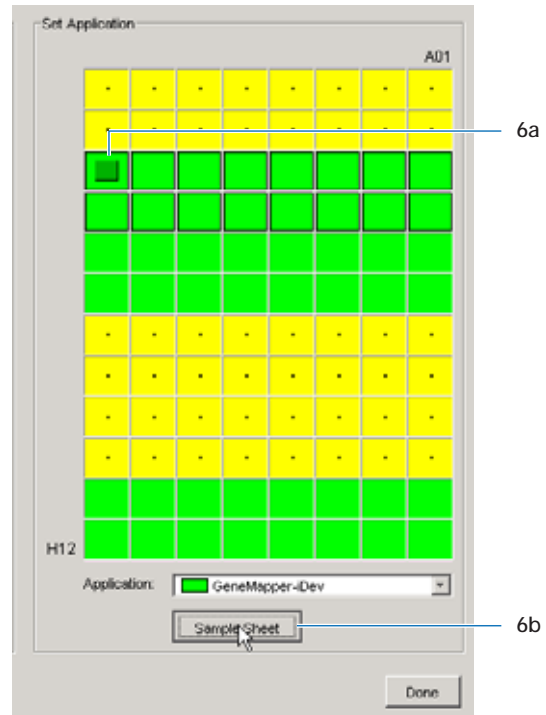 Set Application
A01
6a
H12
Application:
GeneMapper-iDev
Sample Sheet
6b
Done